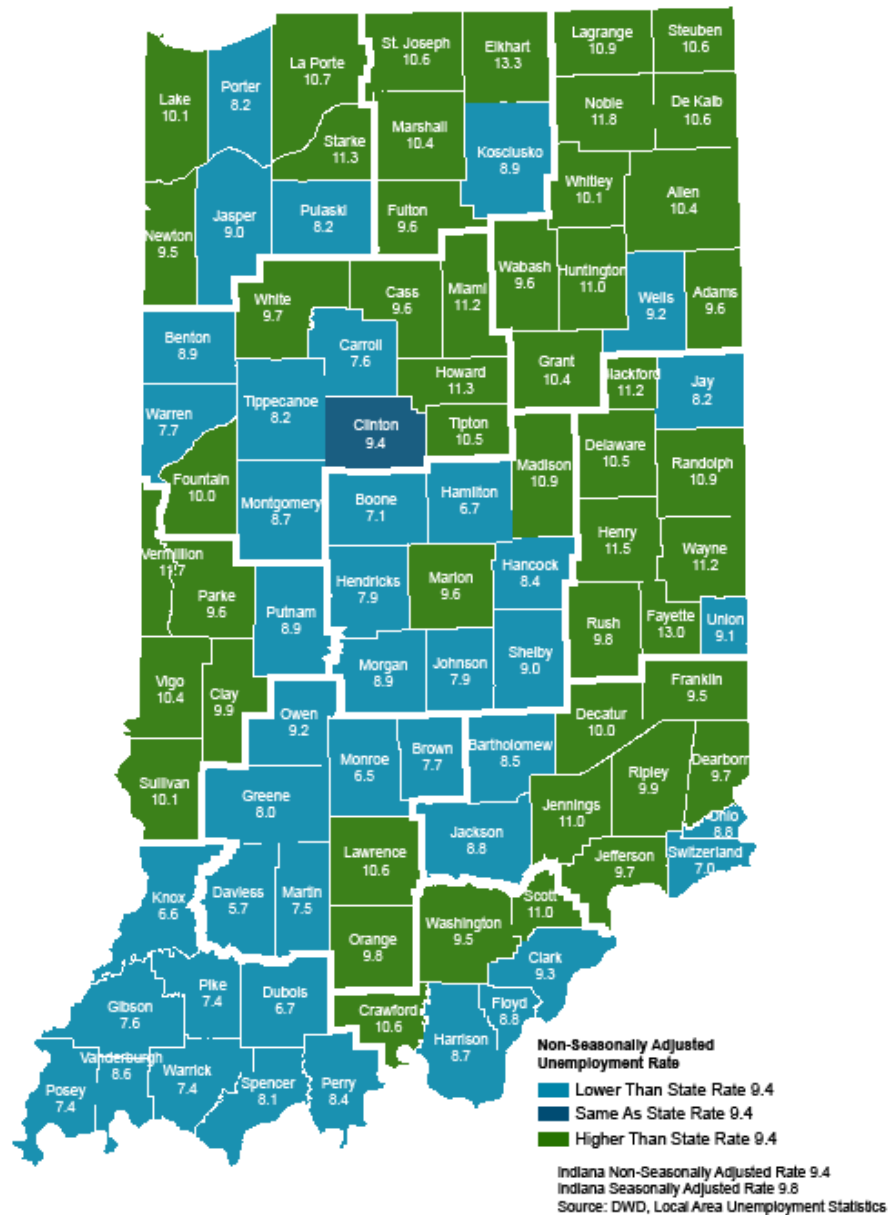 St. Joseph
10.6
Elkhart
13.3
Lagrange
10.9
Steuben
10.6
La Porte
10.7
Porter
8.2
Lake
10.1
Noble
11.8
De Kalb
10.6
Marshall
10.4
Starke
11.3
Kosciusko
8.9
Whitley
10.1
Allen
10.4
Jasper
9.0
Pulaski
8.2
Fulton
9.6
Newton
9.5
Wabash
9.6
Huntington
11.0
Miami
11.2
Wells
9.2
Adams
9.6
White
9.7
Cass
9.6
Benton
8.9
Carroll
7.6
Howard
11.3
Grant
10.4
Blackford
11.2
Jay
8.2
Warren
7.7
Tippecanoe
8.2
Clinton
9.4
Tipton
10.5
Madison
10.9
Delaware
10.5
Randolph
10.9
Fountain
10.0
Montgomery
8.7
Boone
7.1
Hamilton
6.7
Henry
11.5
Wayne
11.2
Vermillion
11.7
Parke
9.6
Putnam
8.9
Hendricks
7.9
Marion
9.6
Hancock
8.4
Rush
9.8
Fayette
13.0
Union
9.1
Vigo
10.4
Clay
9.9
Morgan
8.9
Johnson
7.9
Shelby
9.0
Franklin
9.5
Owen
9.2
Decatur
10.0
Sullivan
10.1
Greene
8.0
Monroe
6.5
Brown
7.7
Bartholomew
8.5
Ripley
9.9
Dearborn
9.7
Jennings
11.0
Ohio
8.8
Lawrence
10.6
Jackson
8.8
Jefferson
9.7
Switzerland
7.0
Knox
6.6
Daviess
5.7
Martin
7.5
Orange
9.8
Washington
9.5
Scott
11.0
Clark
9.3
Gibson
7.6
Pike
7.4
Dubois
6.7
Crawford
10.6
Harrison
8.7
Floyd
8.8
Posey
7.4
Vanderburgh
8.6
Warrick
7.4
Spencer
8.1
Perry
8.4
Non-Seasonally Adjusted
Unemployment Rate
Lower Than State Rate 9.4
Same As State Rate 9.4
Higher Than State Rate 9.4
Indiana Non-Seasonally Adjusted Rate 9.4
Indiana Seasonally Adjusted Rate 9.8
Source: DWD, Local Area Unemployment Statistics